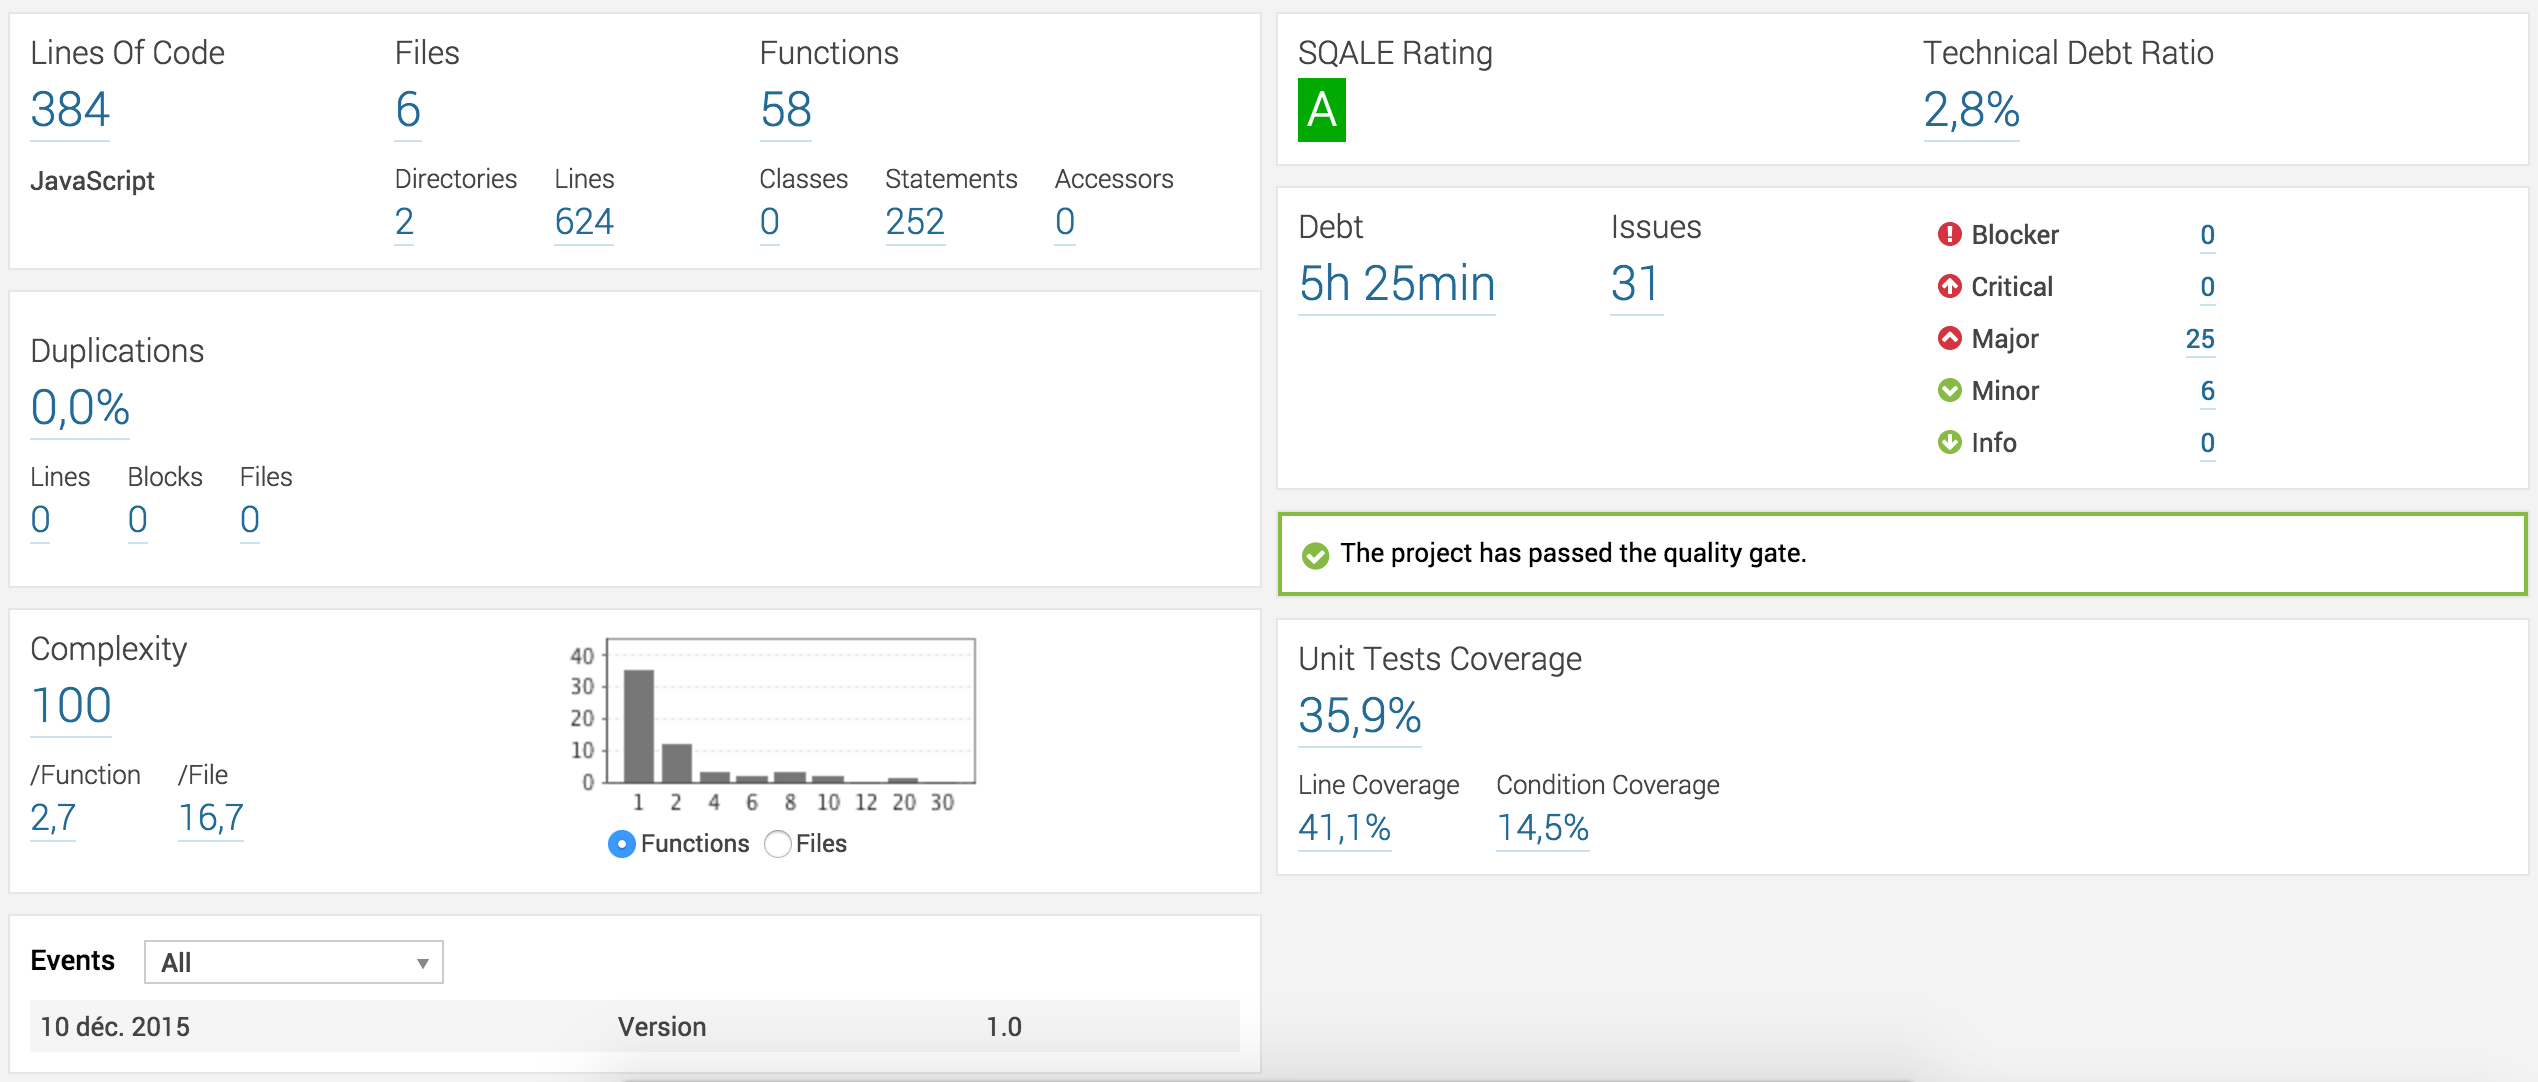 Lines Of Code Files Functions
384 6 58
JavaScript Directories Lines Classes Statements Accessors
2 624 0 252 0
Duplications
0,0%
Lines Blocks Files
0 0 0
Complexity
100
/Function /File
2,7 16,7
40
30
20
10
0
1 2 4 6 8 10 12 20 30
Functions Files
Events All
10 déc. 2015 Version 1.0
SQALE Rating Technical Debt Ratio
A 2,8%
Debt Issues
5h 25min 31
Blocker 0
Critical 0
Major 25
Minor 6
Info 0
The project has passed the quality gate.
Unit Tests Coverage
35,9%
Line Coverage Condition Coverage
41,1% 14,5%